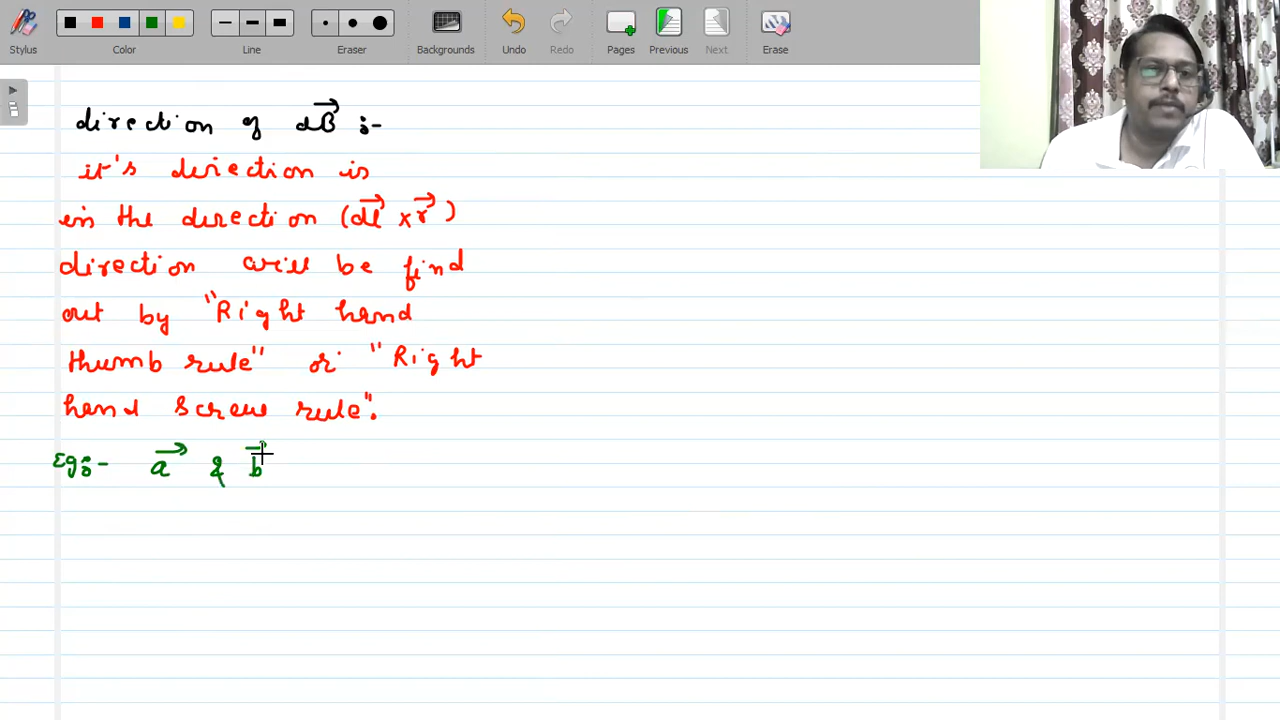 Stylus Color Line Eraser Backgrounds Undo Redo Pages Previous Next Erase
direction of dB⃗ :-
it's direction is
in the direction (dl⃗ × r⃗ )
direction will be find
out by "Right hand
thumb rule" or "Right
hand screw rule".
Eg:- a⃗ & b⃗